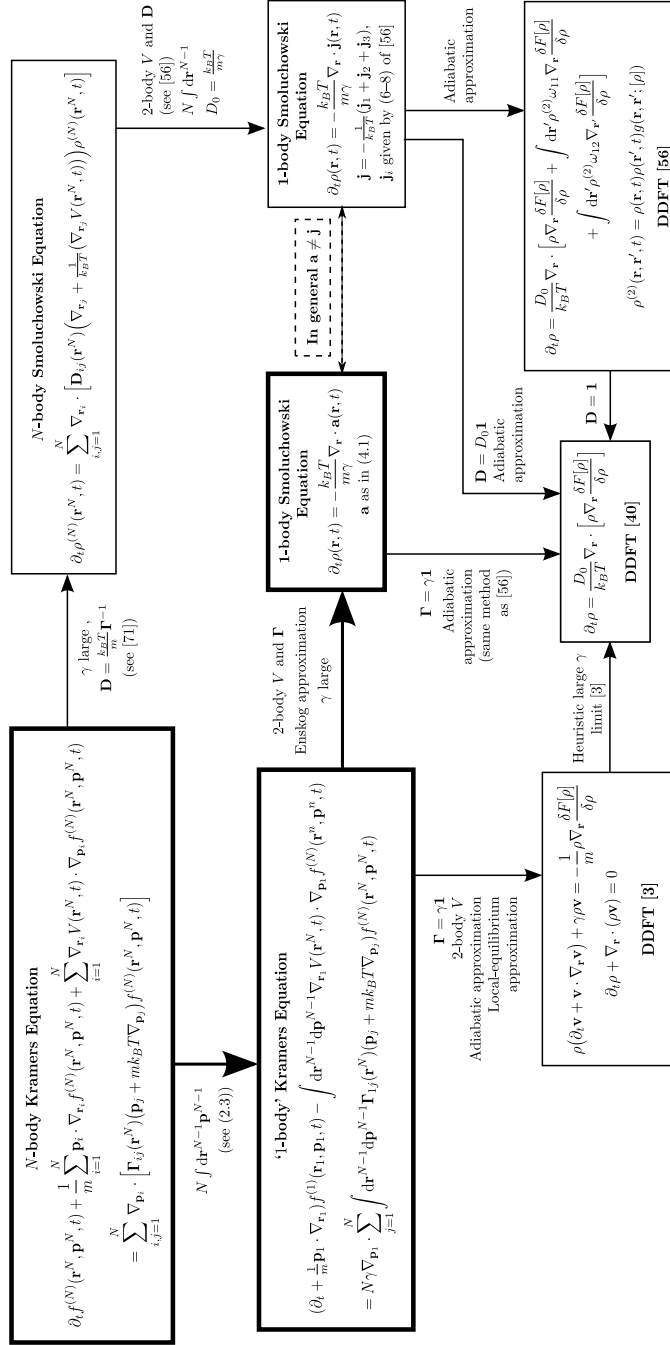 N-body Kramers Equation
∂_t f^{(N)}(r^N, p^N, t) + \frac{1}{m} \sum_{i=1}^{N} p_i · ∇_{r_i} f^{(N)}(r^N, p^N, t) + \sum_{i=1}^{N} ∇_{r_i} V(r^N, t) · ∇_{p_i} f^{(N)}(r^N, p^N, t)
= \sum_{i,j=1}^{N} ∇_{p_i} · [Γ_{ij}(r^N)(p_j + mk_BT∇_{p_j}) f^{(N)}(r^N, p^N, t)]
γ large ,
D = \frac{k_BT}{m} Γ^{-1}
(see [71])
N-body Smoluchowski Equation
∂_t ρ^{(N)}(r^N, t) = \sum_{i,j=1}^{N} ∇_{r_i} · [D_{ij}(r^N)(∇_{r_j} + \frac{1}{k_BT}(∇_{r_j} V(r^N, t)))ρ^{(N)}(r^N, t)]
N ∫ dr^{N-1}p^{N-1}
(see (2.3))
2-body V and D
(see [56])
N ∫ dr^{N-1}
D_0 = \frac{k_BT}{mγ}
‘1-body’ Kramers Equation
(∂_t + \frac{1}{m} p_1 · ∇_{r_1}) f^{(1)}(r_1, p_1, t) − ∫ dr^{N-1}dp^{N-1}∇_{r_1} V(r^N, t) · ∇_{p_1} f^{(N)}(r^n, p^n, t)
= Nγ∇_{p_1} · \sum_{j=1}^{N} ∫ dr^{N-1}dp^{N-1}Γ_{1j}(r^N)(p_j + mk_BT∇_{p_j}) f^{(N)}(r^N, p^N, t)
2-body V and Γ
Enskog approximation
γ large
1-body Smoluchowski
Equation
∂_t ρ(r, t) = −\frac{k_BT}{mγ} ∇_r · a(r, t)
a as in (4.1)
In general a ≠ j
1-body Smoluchowski
Equation
∂_t ρ(r, t) = −\frac{k_BT}{mγ} ∇_r · j(r, t)
j = −\frac{1}{k_BT}(j_1 + j_2 + j_3),
j_i given by (6–8) of [56]
Γ = γ1
2-body V
Adiabatic approximation
Local-equilibrium
approximation
Γ = γ1
Adiabatic
approximation
(same method
as [56])
D = D_0 1
Adiabatic
approximation
Adiabatic
approximation
ρ(∂_t v + v · ∇_r v) + γρv = −\frac{1}{m} ρ∇_r \frac{δF[ρ]}{δρ}
∂_t ρ + ∇_r · (ρv) = 0
DDFT [3]
Heuristic large γ
limit [3]
∂_t ρ = \frac{D_0}{k_BT} ∇_r · [ρ∇_r \frac{δF[ρ]}{δρ}]
DDFT [40]
D = 1
∂_t ρ = \frac{D_0}{k_BT} ∇_r · [ρ∇_r \frac{δF[ρ]}{δρ} + ∫ dr′ρ^{(2)}ω_{11}∇_r \frac{δF[ρ]}{δρ}
+ ∫ dr′ρ^{(2)}ω_{12}∇_{r′} \frac{δF[ρ]}{δρ}]
ρ^{(2)}(r, r′, t) = ρ(r, t)ρ(r′, t)g(r, r′; [ρ])
DDFT [56]